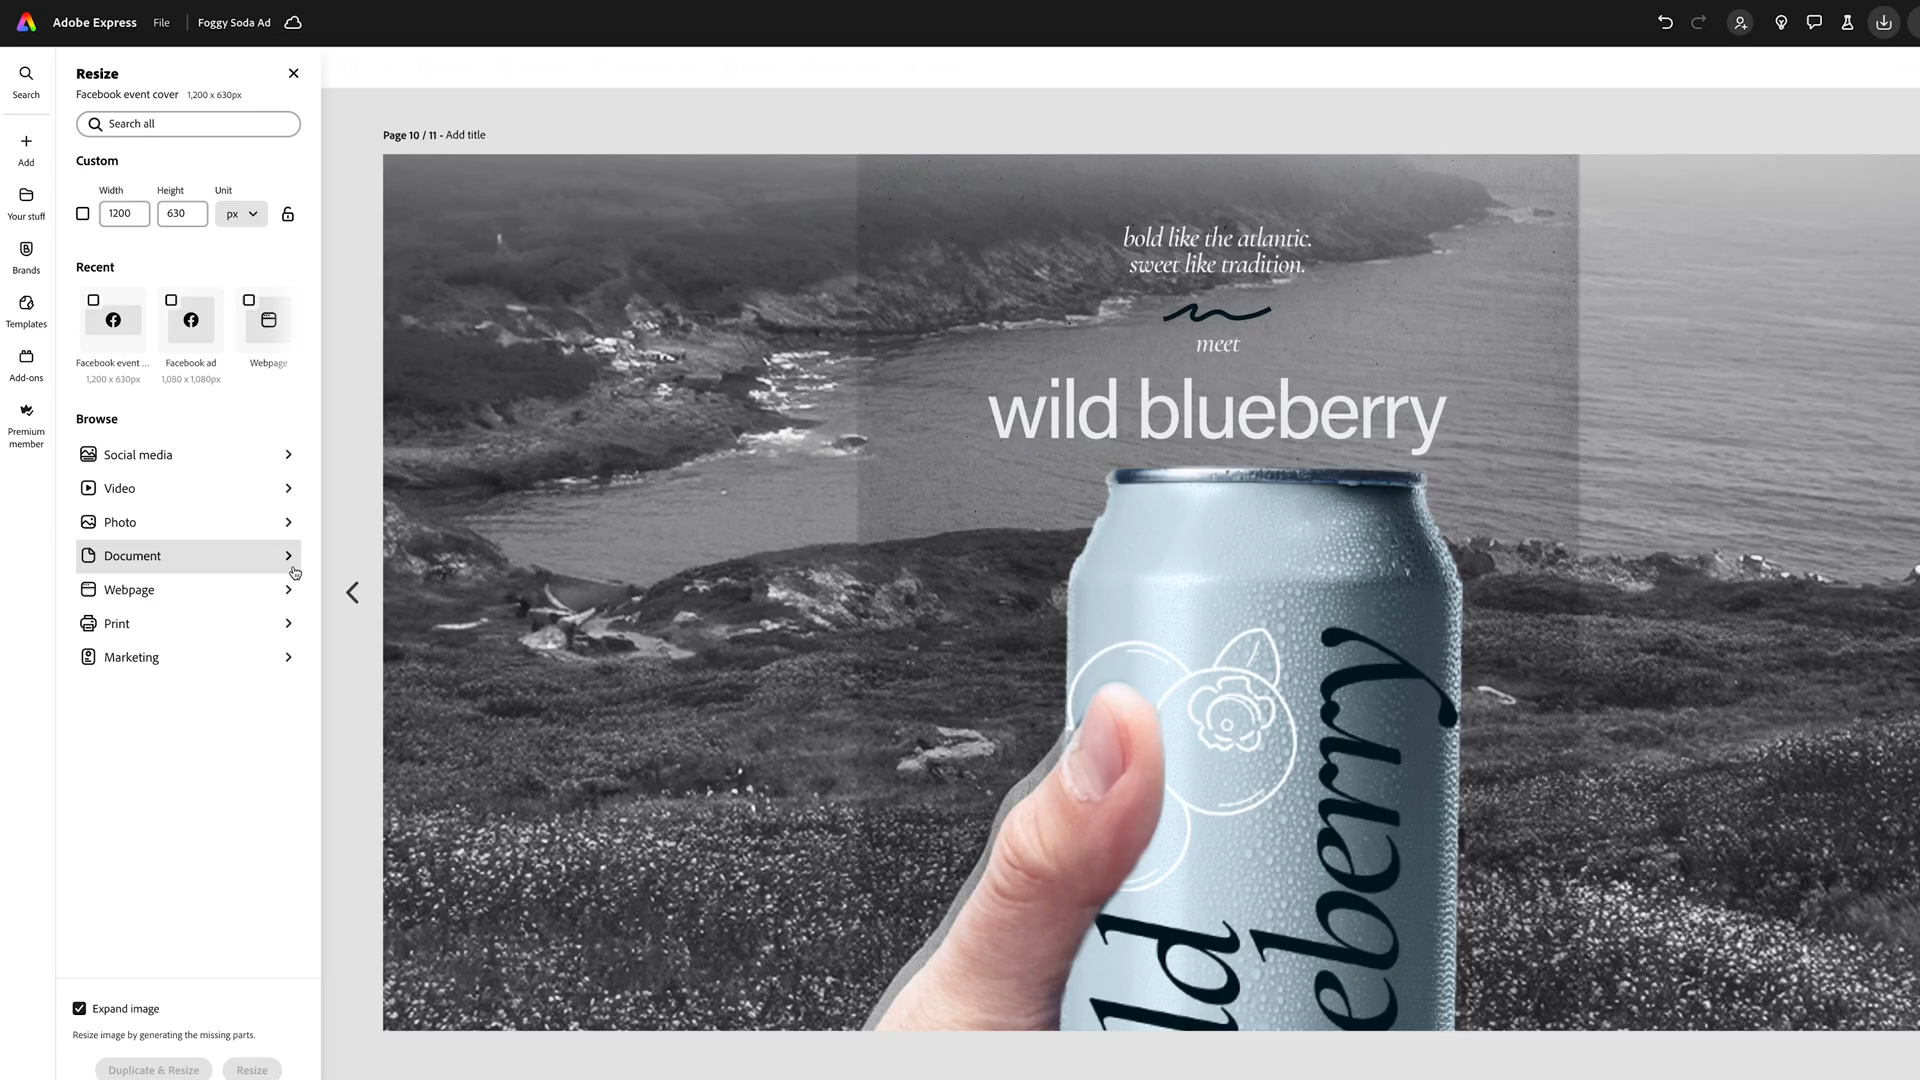 Adobe Express
File
Foggy Soda Ad
Search
Add
Your stuff
Brands
Templates
Add-ons
Premium
member
Resize
Facebook event cover 1,200 x 630px
Search all
Custom
Width Height Unit
1200 630 px
Recent
Facebook event ... Facebook ad Webpage
1,200 x 630px 1,080 x 1,080px
Browse
Social media
Video
Photo
Document
Webpage
Print
Marketing
Expand image
Resize image by generating the missing parts.
Duplicate & Resize Resize
Page 10 / 11 - Add title
bold like the atlantic.
sweet like tradition.
meet
wild blueberry
ld
eberry